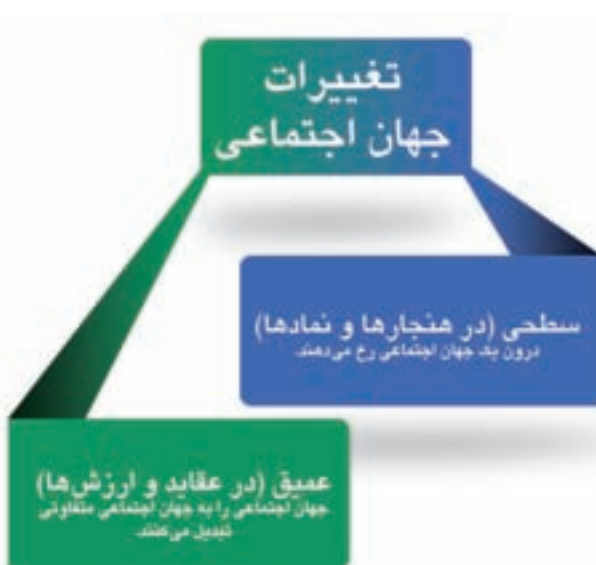 تغییرات
جهان اجتماعی
سطحی (در هنجارها و نمادها)
درون یک جهان اجتماعی رخ می‌دهند.
عمیق (در عقاید و ارزش‌ها)
جهان اجتماعی را به جهان اجتماعی متفاوتی
تبدیل می‌کنند.